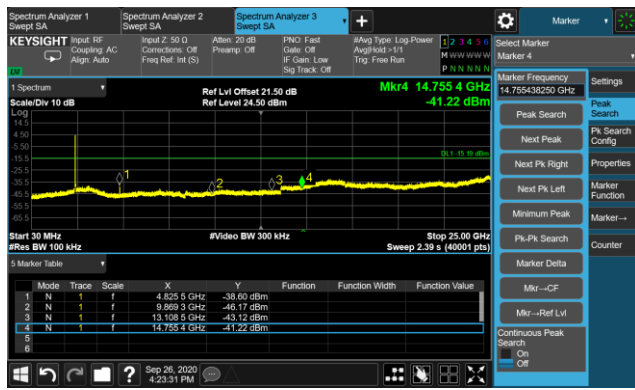 Spectrum Analyzer 1
Swept SA
Spectrum Analyzer 2
Swept SA
Spectrum Analyzer 3
Swept SA
Marker
KEYSIGHT
Input: RF
Coupling: AC
Align: Auto
Input Z: 50 Ω
Corrections: Off
Freq Ref: Int (S)
Atten: 20 dB
Preamp: Off
PNO: Fast
Gate: Off
IF Gain: Low
Sig Track: Off
#Avg Type: Log-Power
Avg|Hold:>1/1
Trig: Free Run
1 2 3 4 5 6
M W W W W W
P N N N N N
Select Marker
Marker 4
1 Spectrum
Scale/Div 10 dB
Ref Lvl Offset 21.50 dB
Ref Level 24.50 dBm
Mkr4 14.755 4 GHz
-41.22 dBm
Log
14.5
4.50
-5.50
-15.5
-25.5
-35.5
-45.5
-55.5
-65.5
DL1 -15.19 dBm
1
2
3
4
Start 30 MHz
#Res BW 100 kHz
#Video BW 300 kHz
Stop 25.00 GHz
Sweep 2.39 s (40001 pts)
5 Marker Table
Mode Trace Scale X Y Function Function Width Function Value
1 N 1 f 4.825 5 GHz -38.60 dBm
2 N 1 f 9.869 3 GHz -46.17 dBm
3 N 1 f 13.108 5 GHz -43.12 dBm
4 N 1 f 14.755 4 GHz -41.22 dBm
5
6
Marker Frequency
14.755438250 GHz
Peak Search
Next Peak
Next Pk Right
Next Pk Left
Minimum Peak
Pk-Pk Search
Marker Delta
Mkr→CF
Mkr→Ref Lvl
Continuous Peak
Search
On
Off
Settings
Peak
Search
Pk Search
Config
Properties
Marker
Function
Marker→
Counter
?
Sep 26, 2020
4:23:31 PM